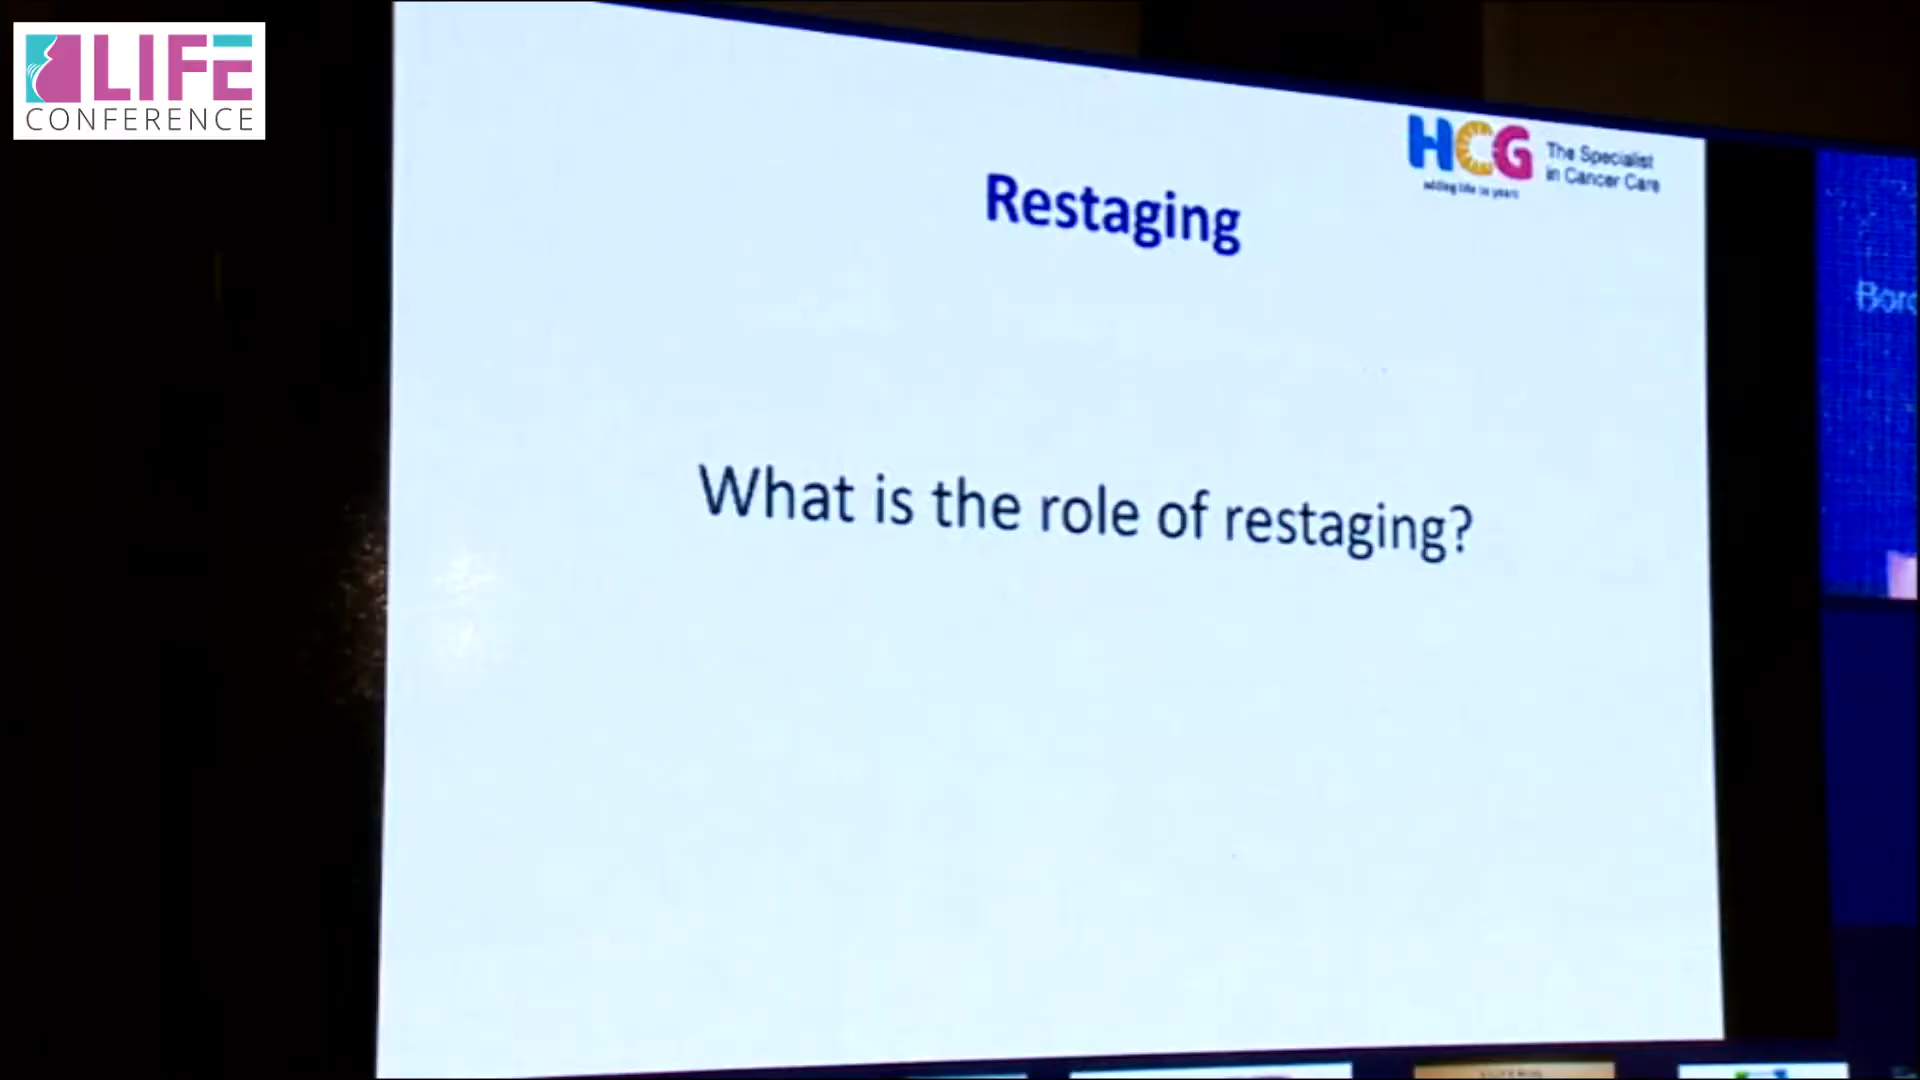 LIFE
CONFERENCE
HCG
The Specialist
in Cancer Care
adding life to years
Restaging
What is the role of restaging?